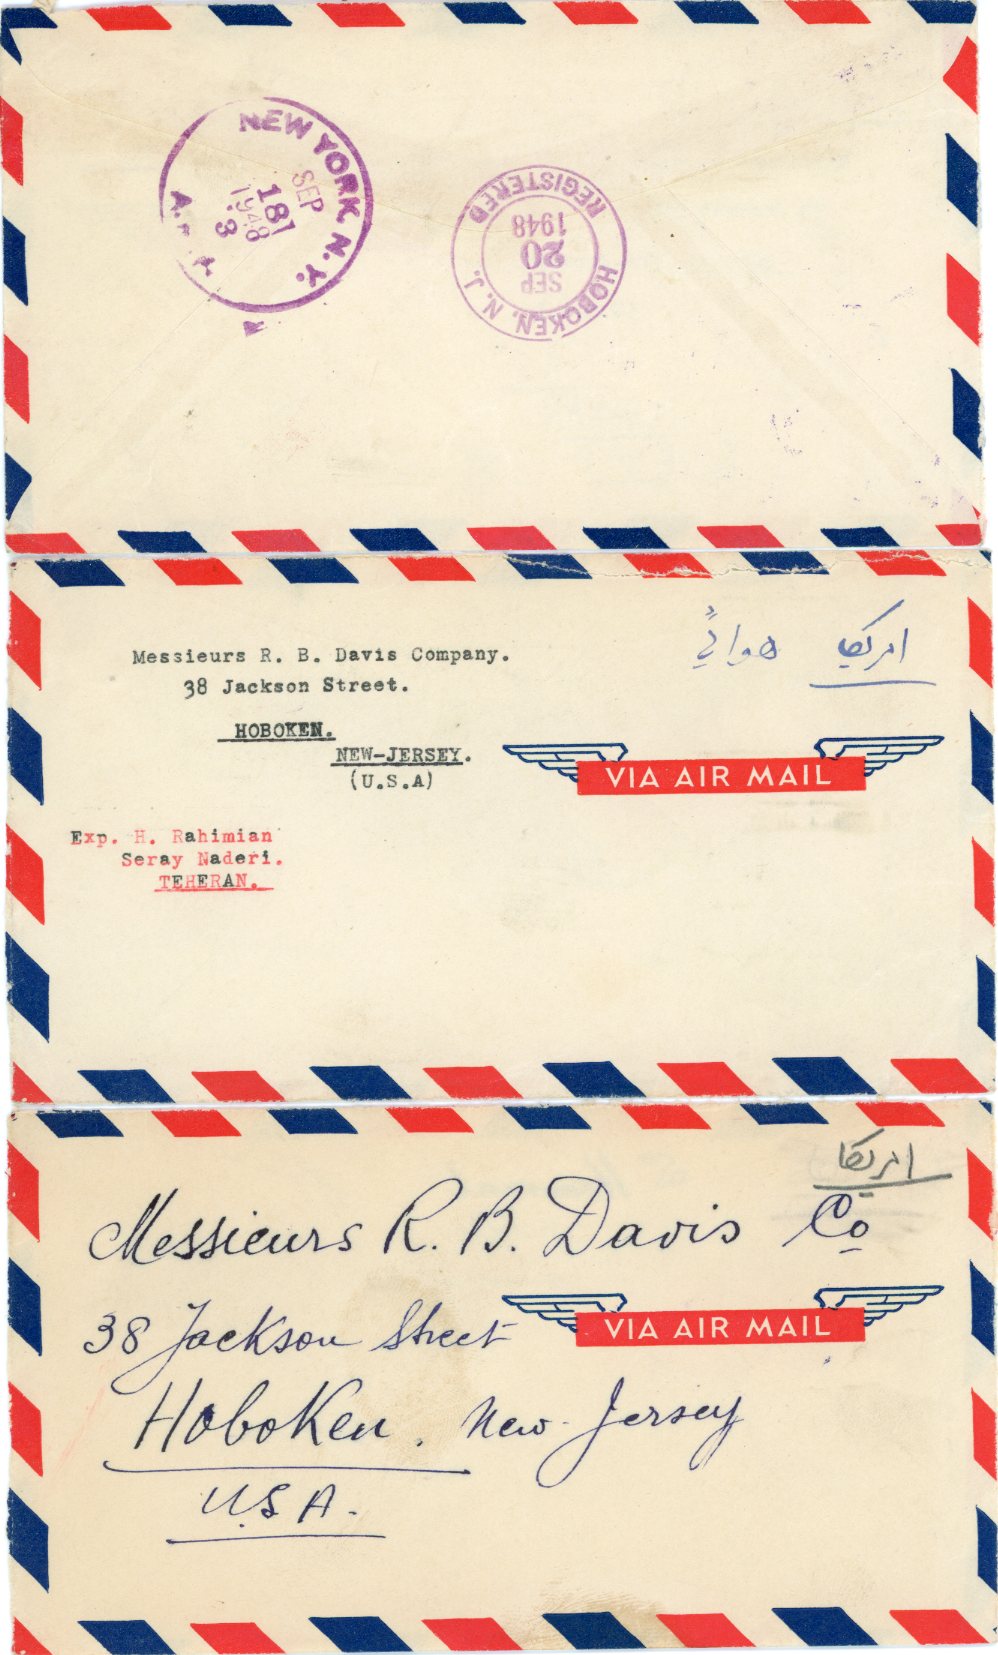 NEW YORK, N.Y.
SEP
18
1948
3
HOBOKEN, N. J.
SEP
20
1948
REGISTERED
Messieurs R. B. Davis Company.
38 Jackson Street.
HOBOKEN.
NEW-JERSEY.
(U.S.A)
امریکا هوائی
VIA AIR MAIL
Exp. H. Rahimian
Seray Naderi.
TEHERAN.
امریکا
Messieurs R. B. Davis Co
VIA AIR MAIL
38 Jackson Street
Hoboken. New-Jersey
U.S.A.